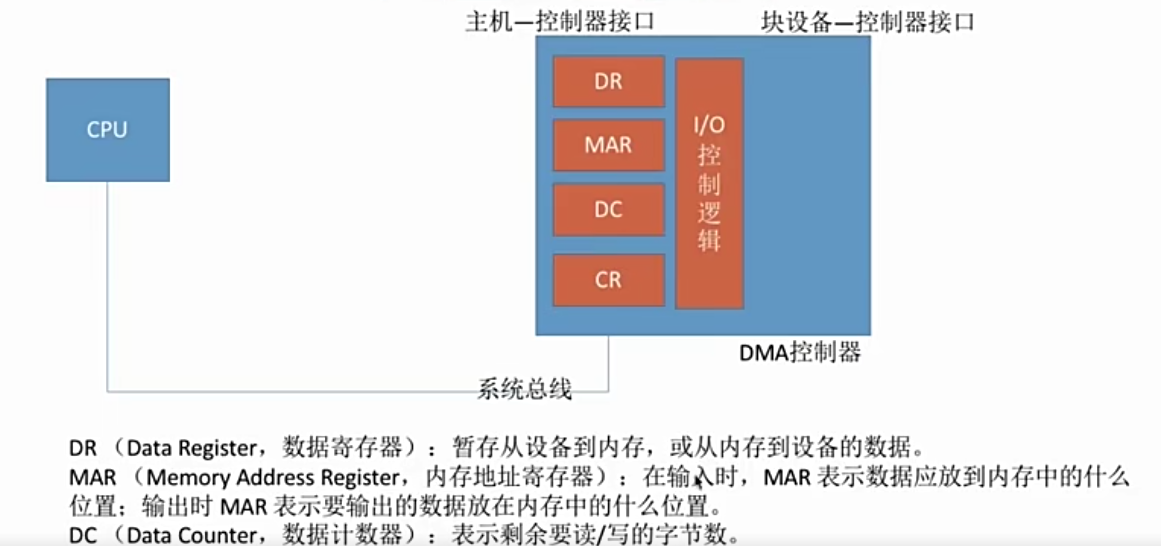 主机—控制器接口
块设备—控制器接口
CPU
DR
MAR
DC
CR
I/O
控
制
逻
辑
DMA控制器
系统总线
DR （Data Register，数据寄存器）：暂存从设备到内存，或从内存到设备的数据。
MAR （Memory Address Register，内存地址寄存器）：在输入时，MAR 表示数据应放到内存中的什么
位置；输出时 MAR 表示要输出的数据放在内存中的什么位置。
DC （Data Counter，数据计数器）：表示剩余要读/写的字节数。